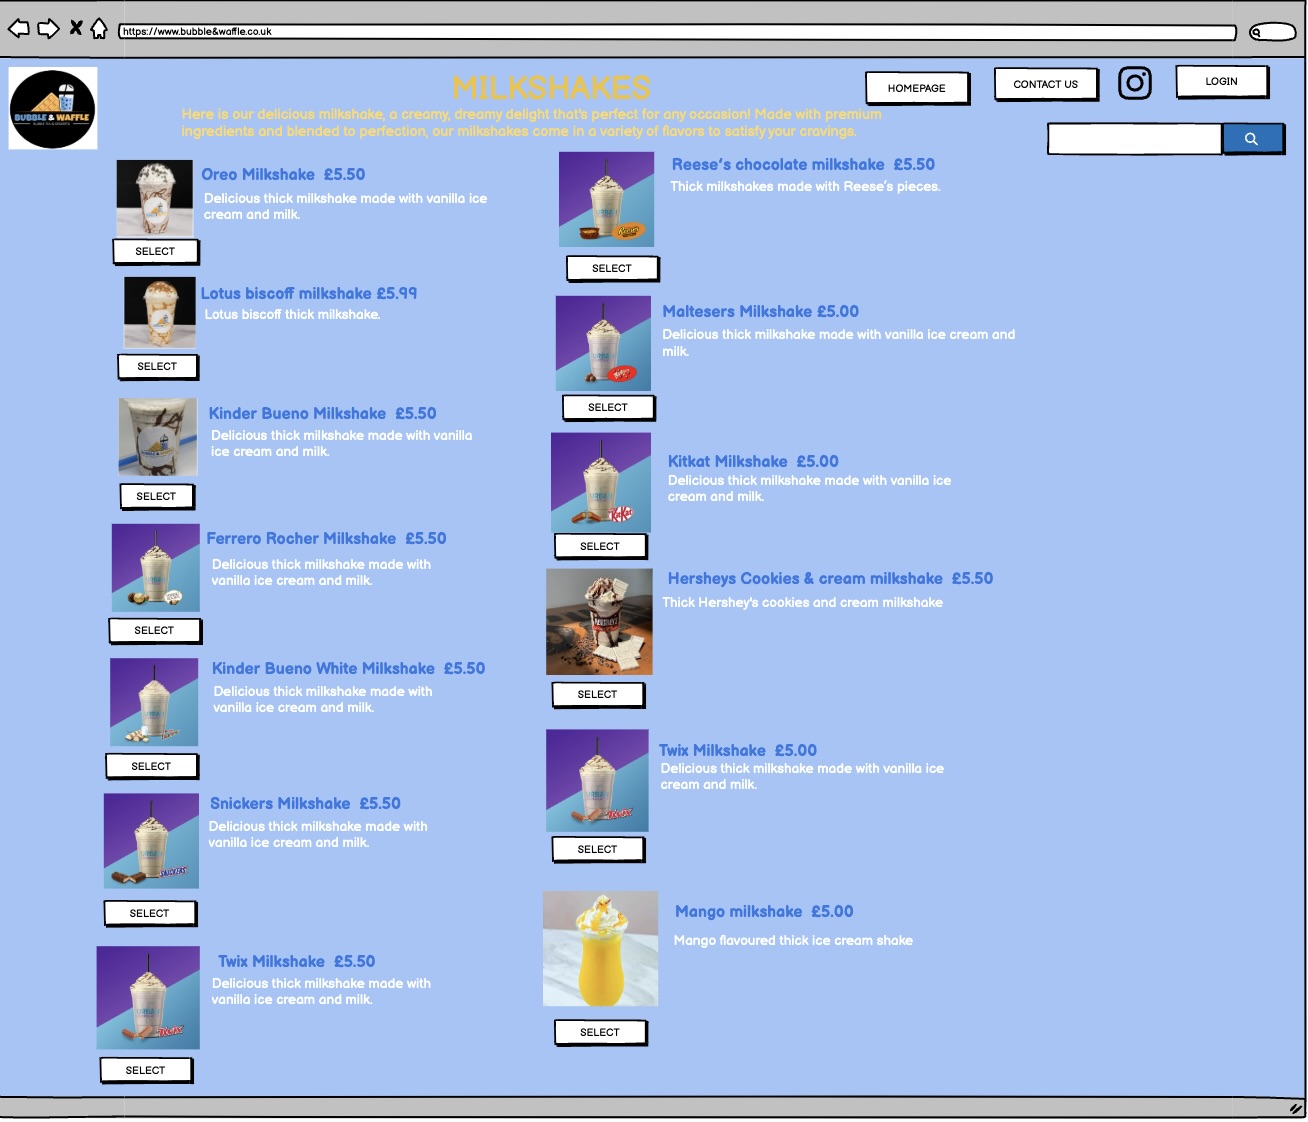 https://www.bubble&waffle.co.uk
BUBBLE & WAFFLE
MILKSHAKES
HOMEPAGE
CONTACT US
LOGIN
Here is our delicious milkshake, a creamy, dreamy delight that's perfect for any occasion! Made with premium
ingredients and blended to perfection, our milkshakes come in a variety of flavors to satisfy your cravings.
Oreo Milkshake £5.50
Delicious thick milkshake made with vanilla ice
cream and milk.
SELECT
Lotus biscoff milkshake £5.99
Lotus biscoff thick milkshake.
SELECT
Kinder Bueno Milkshake £5.50
Delicious thick milkshake made with vanilla
ice cream and milk.
SELECT
Ferrero Rocher Milkshake £5.50
Delicious thick milkshake made with
vanilla ice cream and milk.
SELECT
Kinder Bueno White Milkshake £5.50
Delicious thick milkshake made with
vanilla ice cream and milk.
SELECT
Snickers Milkshake £5.50
Delicious thick milkshake made with
vanilla ice cream and milk.
SNICKERS
SELECT
Twix Milkshake £5.50
Delicious thick milkshake made with
vanilla ice cream and milk.
SELECT
Reese's chocolate milkshake £5.50
Thick milkshakes made with Reese's pieces.
Reese's
SELECT
Maltesers Milkshake £5.00
Delicious thick milkshake made with vanilla ice cream and
milk.
SELECT
Kitkat Milkshake £5.00
Delicious thick milkshake made with vanilla ice
cream and milk.
KitKat
SELECT
Hersheys Cookies & cream milkshake £5.50
Thick Hershey's cookies and cream milkshake
HERSHEY'S
SELECT
Twix Milkshake £5.00
Delicious thick milkshake made with vanilla ice
cream and milk.
SELECT
Mango milkshake £5.00
Mango flavoured thick ice cream shake
SELECT